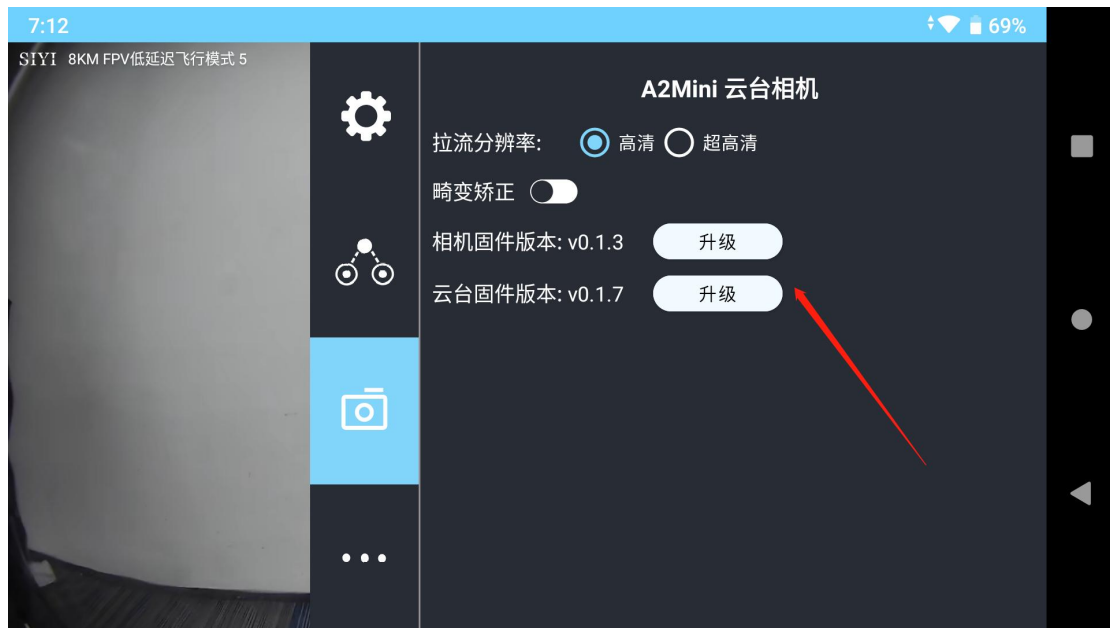 7:12
69%
SIYI 8KM FPV低延迟飞行模式 5
A2Mini 云台相机
拉流分辨率: 高清 超高清
畸变矫正
相机固件版本: v0.1.3 升级
云台固件版本: v0.1.7 升级